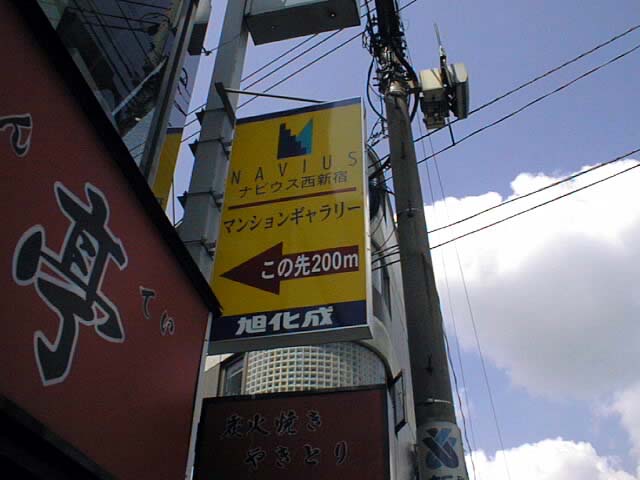 NAVIUS
ナビウス西新宿
マンションギャラリー
この先200m
旭化成
てい
炭火焼き
やきとり